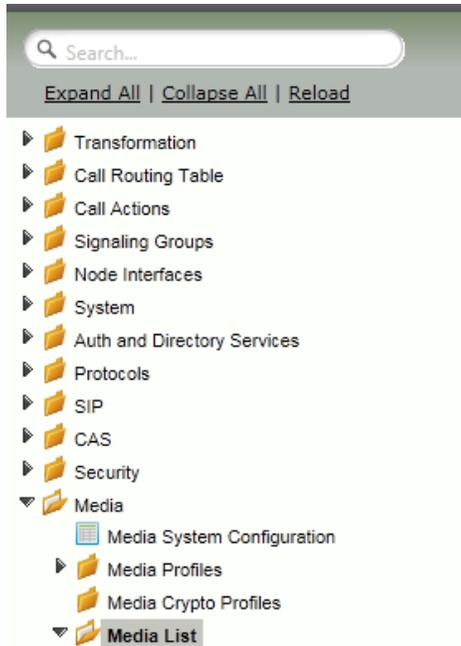 Search...
Expand All | Collapse All | Reload
Transformation
Call Routing Table
Call Actions
Signaling Groups
Node Interfaces
System
Auth and Directory Services
Protocols
SIP
CAS
Security
Media
Media System Configuration
Media Profiles
Media Crypto Profiles
Media List